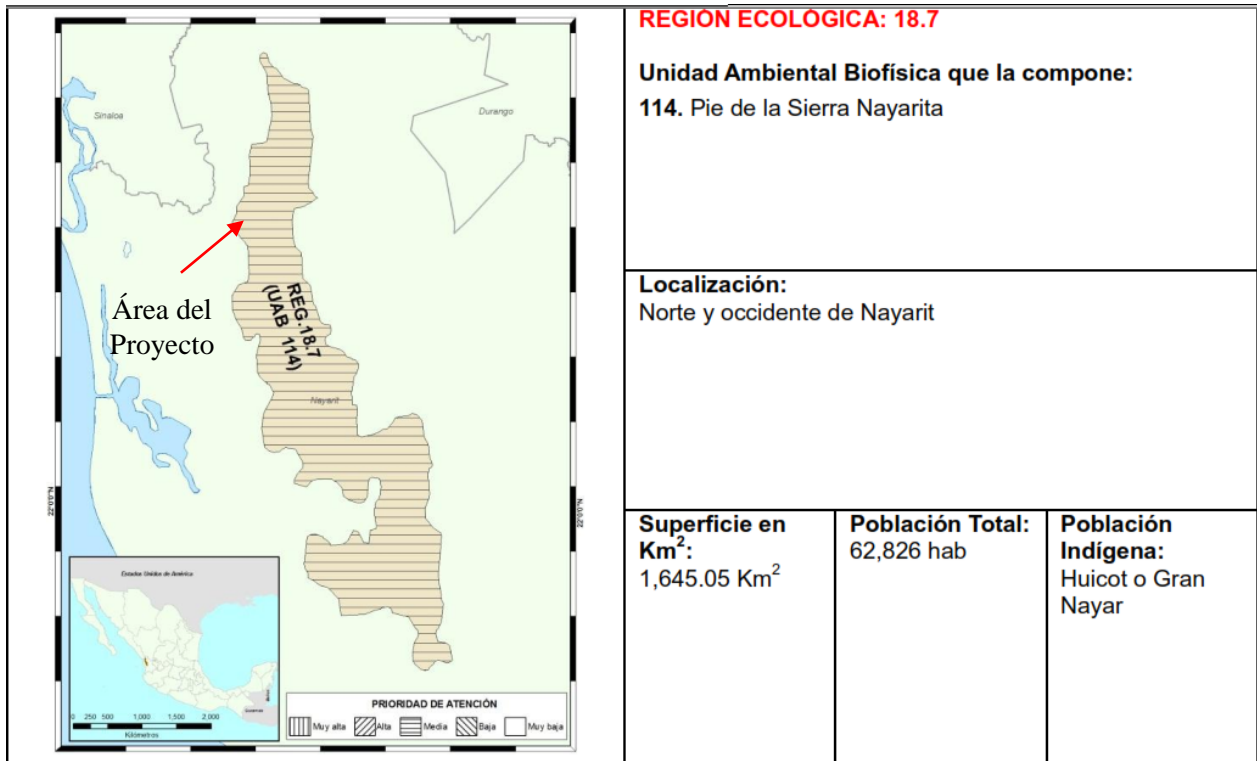 Sinaloa
Durango
Área del
Proyecto
REG.18.7
(UAB 114)
Nayarit
22°0'0"N
22°0'0"N
Estados Unidos de América
0 250 500 1,000 1,500 2,000
Kilómetros
PRIORIDAD DE ATENCIÓN
Muy alta Alta Media Baja Muy baja
REGIÓN ECOLÓGICA: 18.7
Unidad Ambiental Biofísica que la compone:
114. Pie de la Sierra Nayarita
Localización:
Norte y occidente de Nayarit
Superficie en
Km²:
1,645.05 Km²
Población Total:
62,826 hab
Población
Indígena:
Huicot o Gran
Nayar